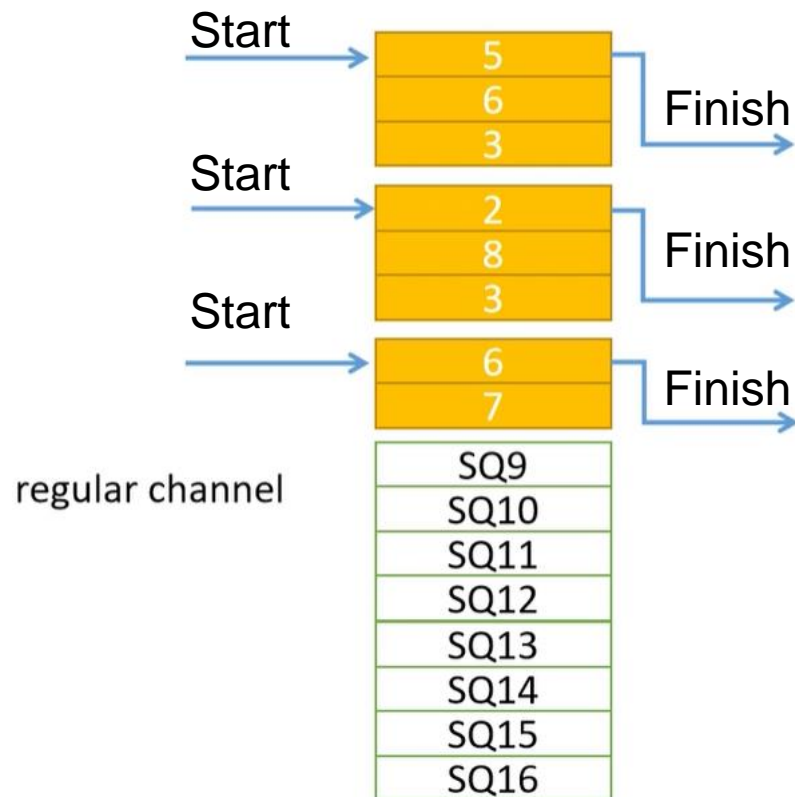 Start
5
6
Finish
3
Start
2
8
Finish
3
Start
6
Finish
7
SQ9
regular channel
SQ10
SQ11
SQ12
SQ13
SQ14
SQ15
SQ16